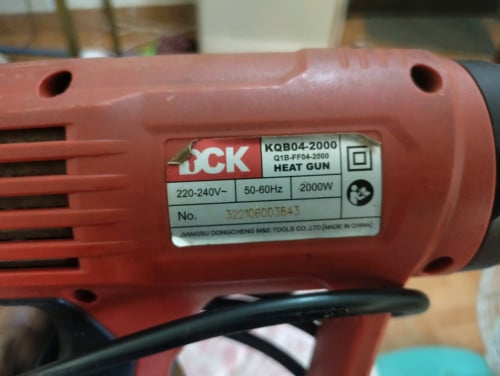 DCK
KQB04-2000
Q1B-FF04-2000
HEAT GUN
220-240V~ 50-60Hz 2000W
No. 322106003843
JIANGSU DONGCHENG M&E TOOLS CO.,LTD.[MADE IN CHINA]